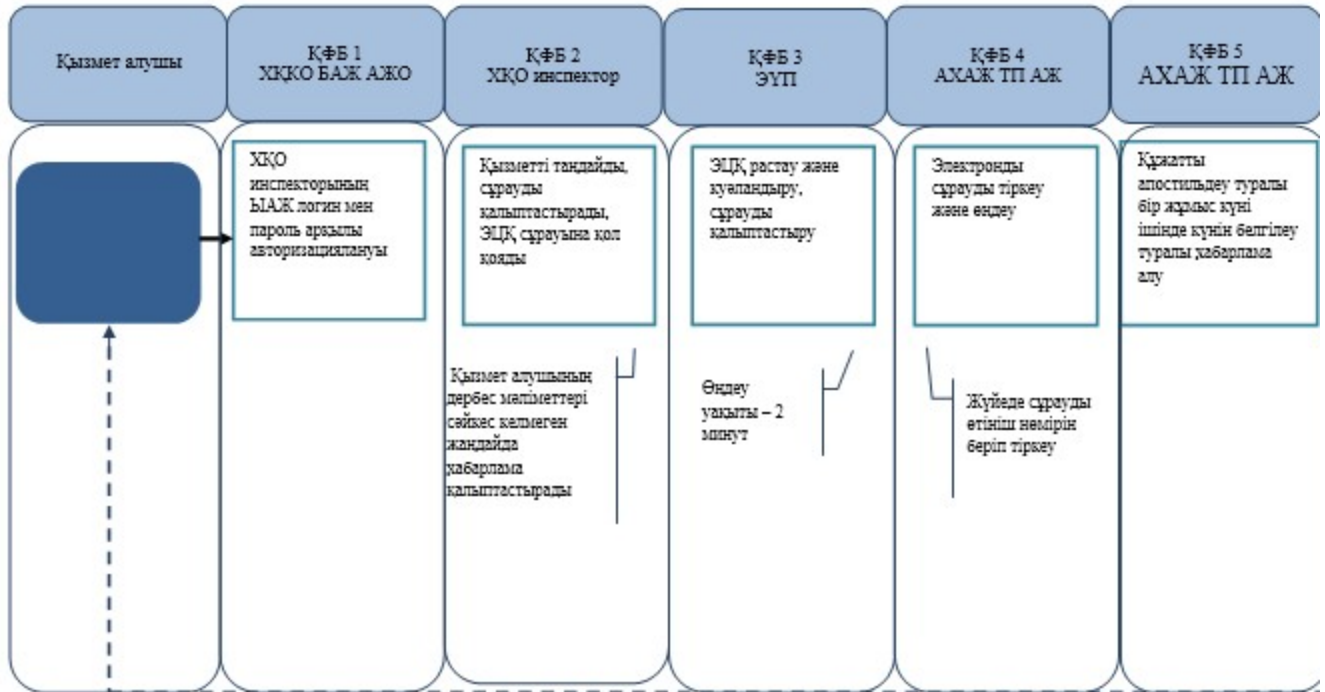 Қызмет алушы
ҚФБ 1
ХҚКО БАЖ АЖО
ҚФБ 2
ХҚО инспектор
ҚФБ 3
ЭҮП
ҚФБ 4
АХАЖ ТП АЖ
ҚФБ 5
АХАЖ ТП АЖ
ХҚО
инспекторының
ЫАЖ логин мен
пароль арқылы
авторизациялануы
Қызметті таңдайды,
сұрауды
қалыптастырады,
ЭЦҚ сұрауына қол
қояды
ЭЦҚ растау және
куәландыру,
сұрауды
қалыптастыру
Электронды
сұрауды тіркеу
және өңдеу
Құжатты
апостильдеу туралы
бір жұмыс күні
ішінде күнін белгілеу
туралы хабарлама
алу
Қызмет алушының
дербес мәліметтері
сәйкес келмеген
жағдайда
хабарлама
қалыптастырады
Өңдеу
уақыты – 2
минут
Жүйеде сұрауды
өтініш нөмірін
беріп тіркеу